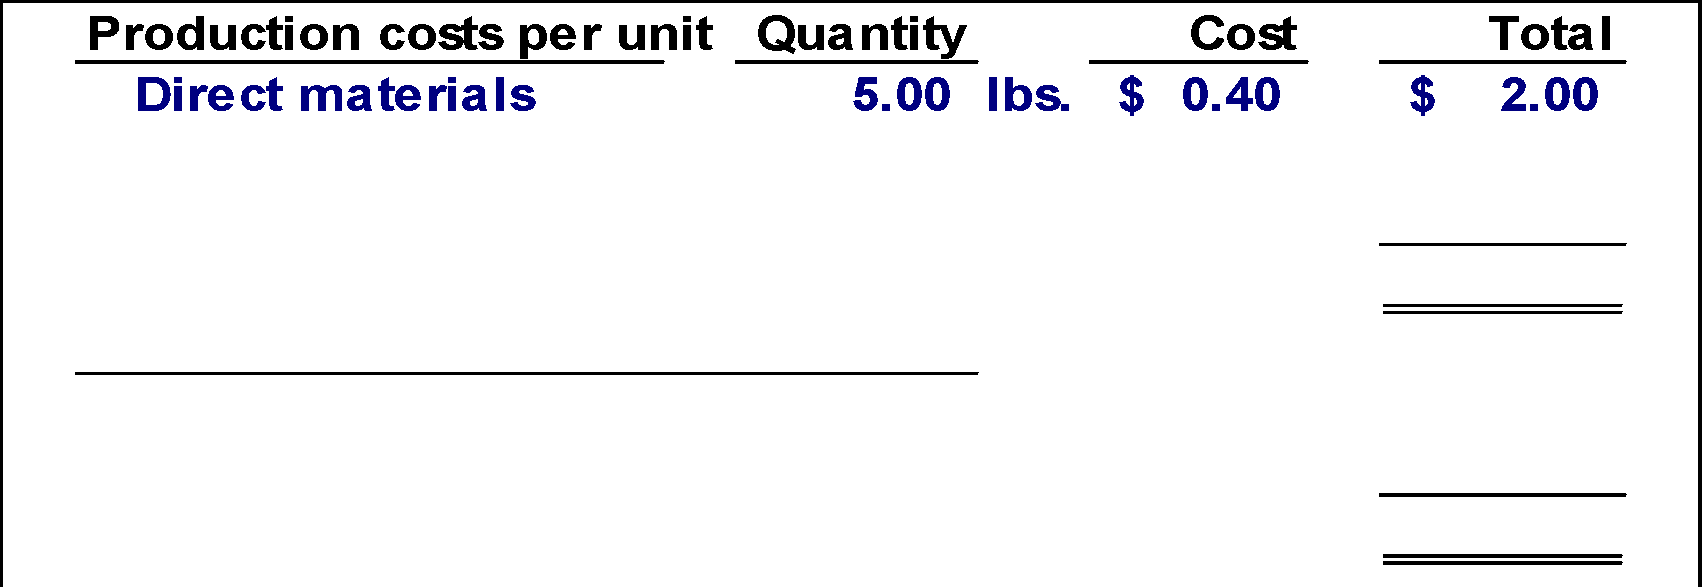 Production costs per unit Quantity Cost Total
Direct materials 5.00 lbs. $ 0.40 $ 2.00